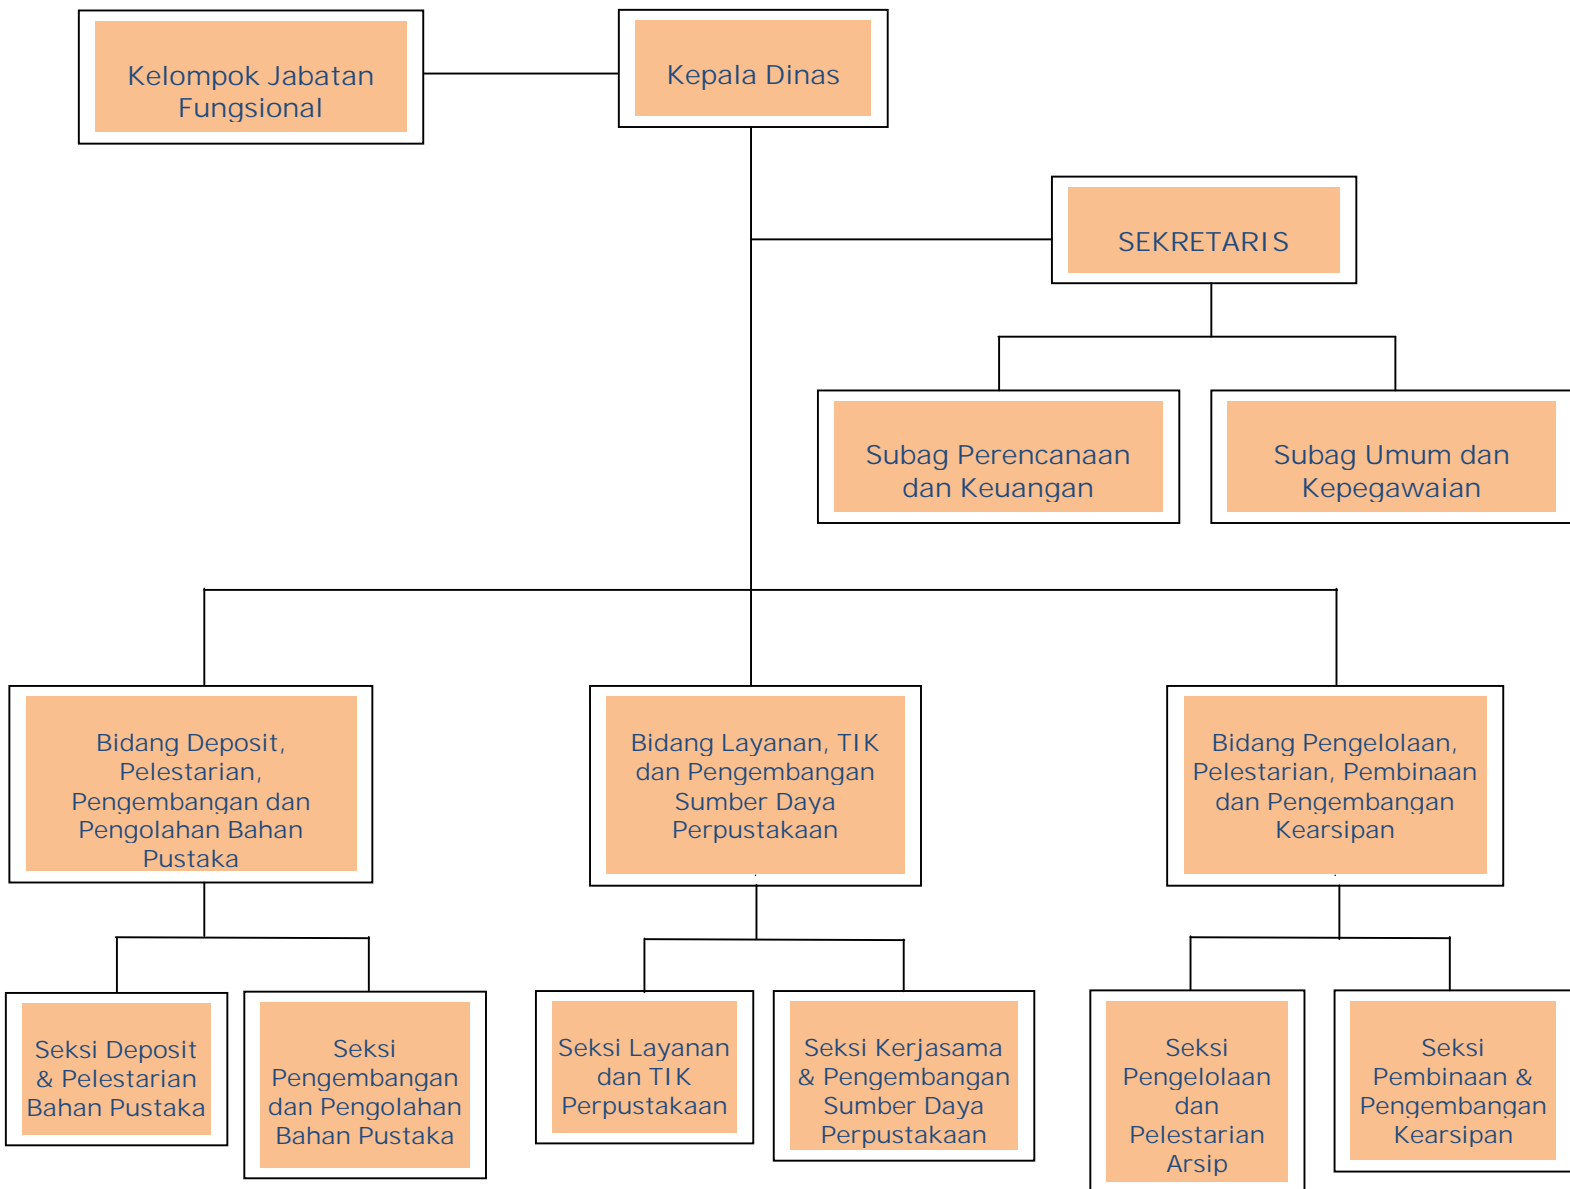 Kelompok Jabatan
Fungsional
Kepala Dinas
SEKRETARIS
Subag Perencanaan
dan Keuangan
Subag Umum dan
Kepegawaian
Bidang Deposit,
Pelestarian,
Pengembangan dan
Pengolahan Bahan
Pustaka
Bidang Layanan, TIK
dan Pengembangan
Sumber Daya
Perpustakaan
Bidang Pengelolaan,
Pelestarian, Pembinaan
dan Pengembangan
Kearsipan
Seksi Deposit
& Pelestarian
Bahan Pustaka
Seksi
Pengembangan
dan Pengolahan
Bahan Pustaka
Seksi Layanan
dan TIK
Perpustakaan
Seksi Kerjasama
& Pengembangan
Sumber Daya
Perpustakaan
Seksi
Pengelolaan
dan
Pelestarian
Arsip
Seksi
Pembinaan &
Pengembangan
Kearsipan